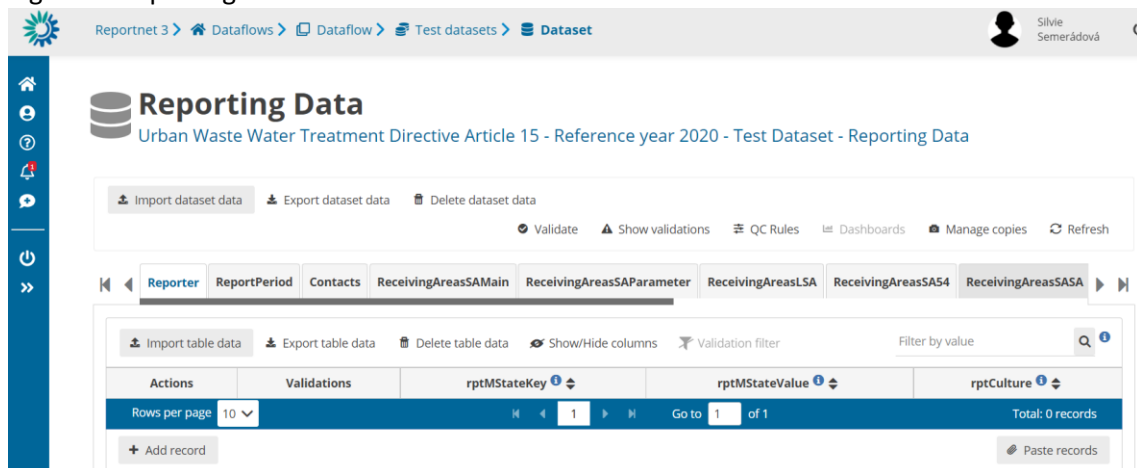 Reportnet 3 > Dataflows > Dataflow > Test datasets > Dataset
Silvie
Semerádová
Reporting Data
Urban Waste Water Treatment Directive Article 15 - Reference year 2020 - Test Dataset - Reporting Data
1
Import dataset data Export dataset data Delete dataset data
Validate Show validations QC Rules Dashboards Manage copies Refresh
Reporter ReportPeriod Contacts ReceivingAreasSAMain ReceivingAreasSAParameter ReceivingAreasLSA ReceivingAreasSA54 ReceivingAreasSASA
Import table data Export table data Delete table data Show/Hide columns Validation filter Filter by value
Actions Validations rptMStateKey rptMStateValue rptCulture
Rows per page 10 1 Go to 1 of 1 Total: 0 records
+ Add record Paste records